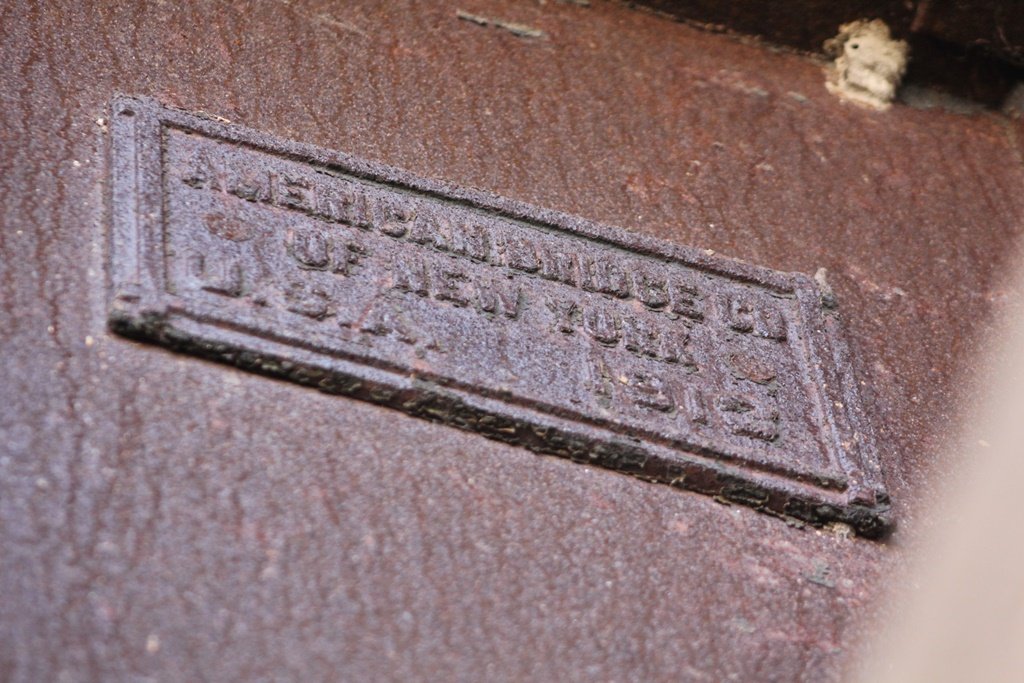 AMERICAN BRIDGE CO
OF NEW YORK
U.S.A. 1912